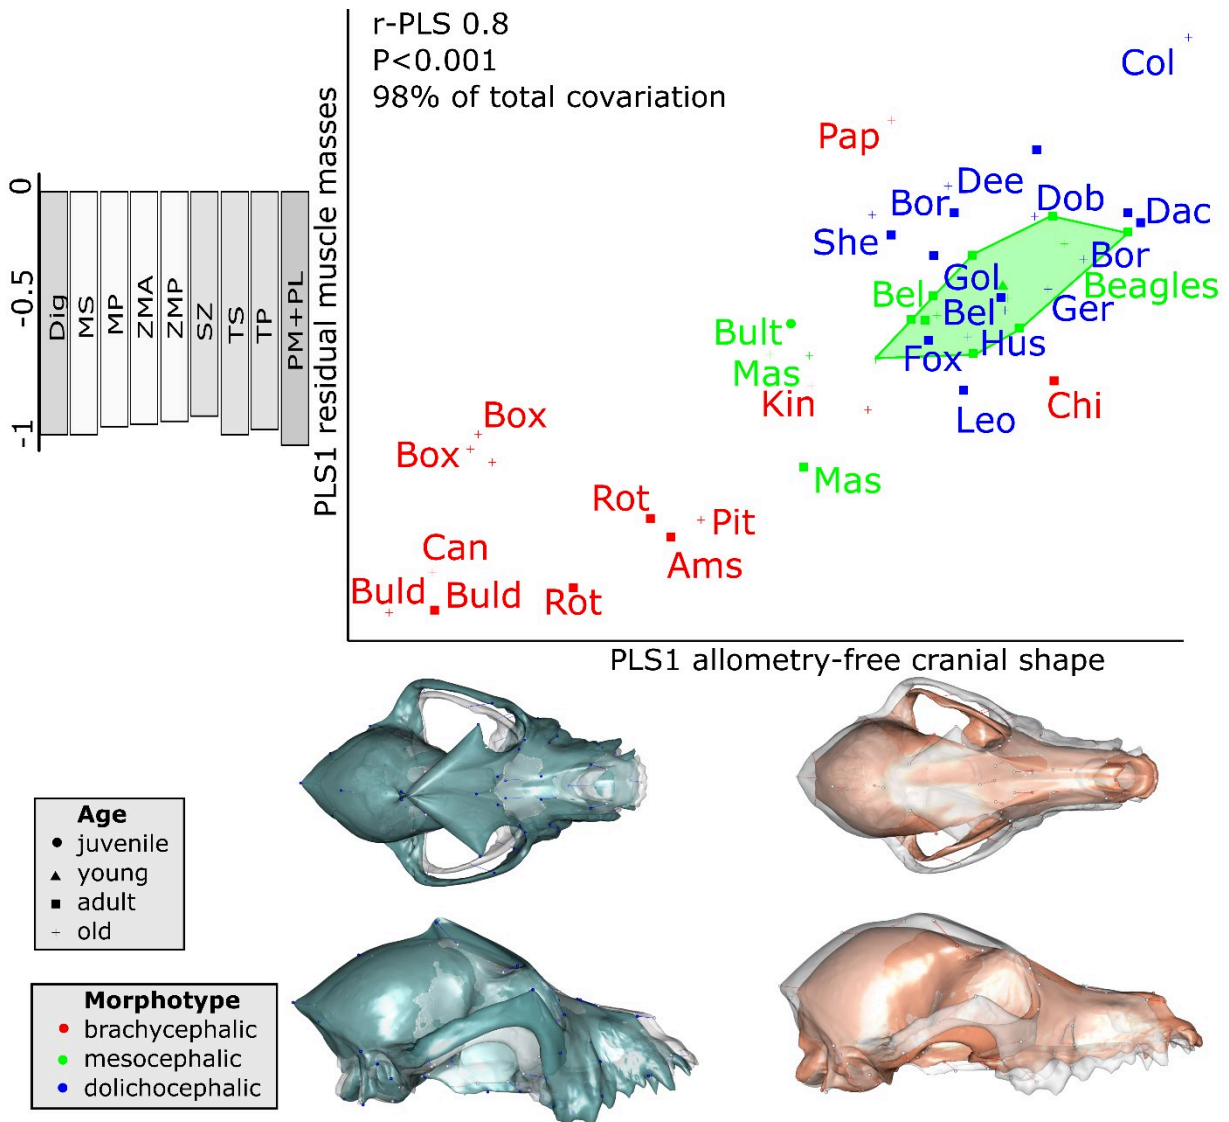 r-PLS 0.8
P<0.001
98% of total covariation
Col
Pap
Bor
Dee
Dob
Dac
She
Bor
Gol
Beagles
Bel
Bel
Ger
Bult
Hus
Fox
Mas
Kin
Chi
Leo
Box
Box
Mas
Rot
Pit
Ams
Can
Buld
Buld
Rot
0
-0.5
-1
Dig
MS
MP
ZMA
ZMP
SZ
TS
TP
PM+PL
PLS1 residual muscle masses
PLS1 allometry-free cranial shape
Age
juvenile
young
adult
old
Morphotype
brachycephalic
mesocephalic
dolichocephalic